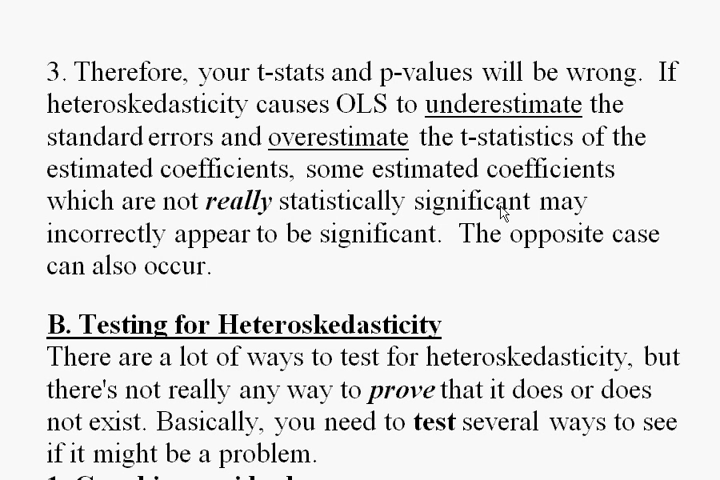 3. Therefore, your t-stats and p-values will be wrong. If
heteroskedasticity causes OLS to underestimate the
standard errors and overestimate the t-statistics of the
estimated coefficients, some estimated coefficients
which are not really statistically significant may
incorrectly appear to be significant. The opposite case
can also occur.
B. Testing for Heteroskedasticity
There are a lot of ways to test for heteroskedasticity, but
there's not really any way to prove that it does or does
not exist. Basically, you need to test several ways to see
if it might be a problem.